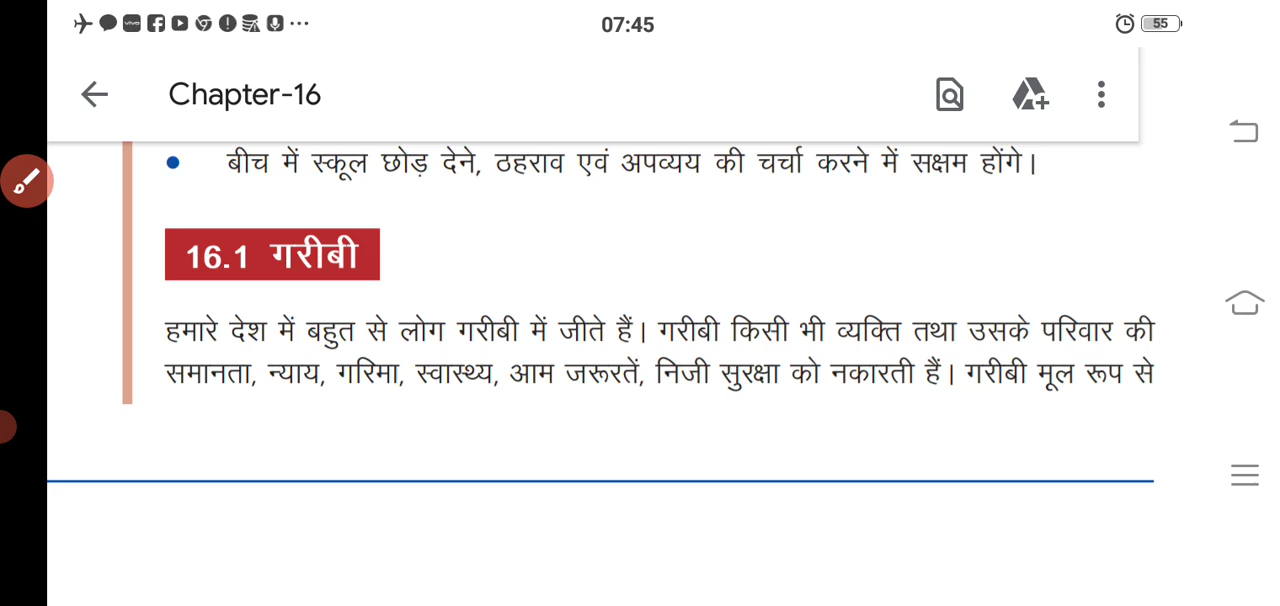 07:45
55
Chapter-16
• बीच में स्कूल छोड़ देने, ठहराव एवं अपव्यय की चर्चा करने में सक्षम होंगे।
16.1 गरीबी
हमारे देश में बहुत से लोग गरीबी में जीते हैं। गरीबी किसी भी व्यक्ति तथा उसके परिवार की
समानता, न्याय, गरिमा, स्वास्थ्य, आम जरूरतें, निजी सुरक्षा को नकारती हैं। गरीबी मूल रूप से